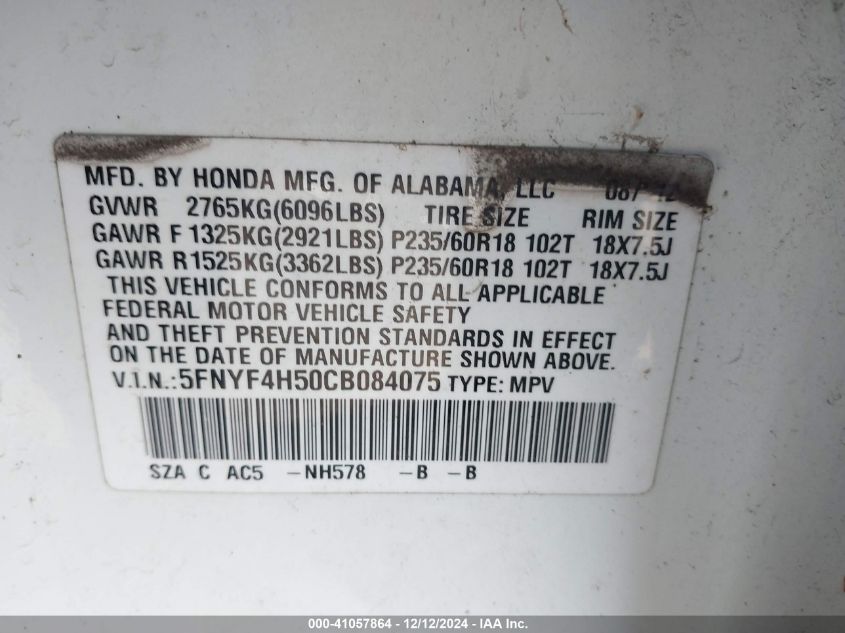 MFD. BY HONDA MFG. OF ALABAMA, LLC 08/12
GVWR 2765KG(6096LBS) TIRE SIZE RIM SIZE
GAWR F 1325KG(2921LBS) P235/60R18 102T 18X7.5J
GAWR R1525KG(3362LBS) P235/60R18 102T 18X7.5J
THIS VEHICLE CONFORMS TO ALL APPLICABLE
FEDERAL MOTOR VEHICLE SAFETY
AND THEFT PREVENTION STANDARDS IN EFFECT
ON THE DATE OF MANUFACTURE SHOWN ABOVE.
V.I.N.:5FNYF4H50CB084075 TYPE: MPV
SZA C AC5 –NH578 –B –B
000-41057864 – 12/12/2024 – IAA Inc.